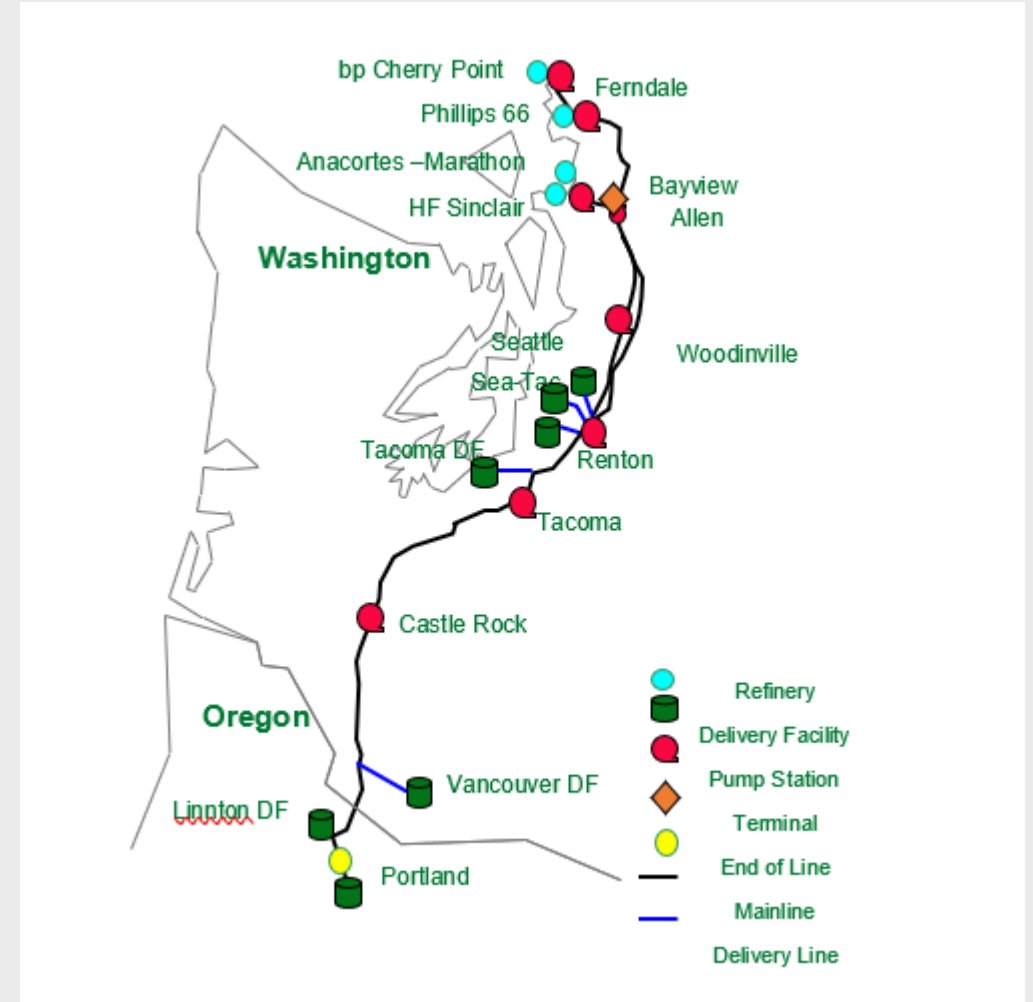 bp Cherry Point
Ferndale
Phillips 66
Anacortes –Marathon
HF Sinclair
Bayview
Allen
Washington
Seattle
Woodinville
Sea-Tac
Tacoma DF
Renton
Tacoma
Castle Rock
Oregon
Vancouver DF
Linnton DF
Portland
Refinery
Delivery Facility
Pump Station
Terminal
End of Line
Mainline
Delivery Line